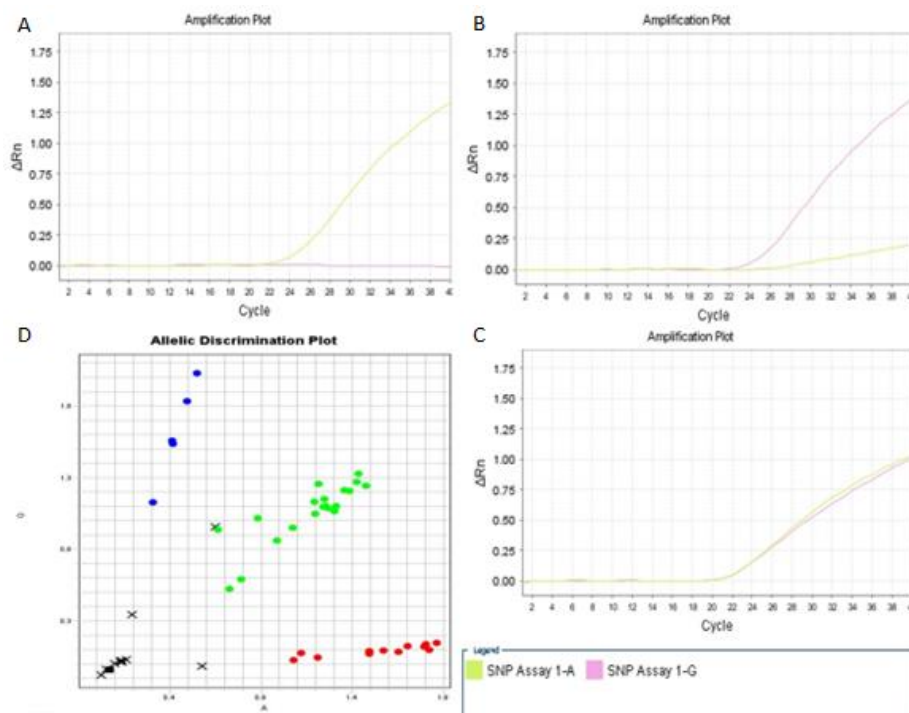 A
Amplification Plot
1.75
1.50
1.25
1.00
0.75
0.50
0.25
0.00
ΔRn
2 4 6 8 10 12 14 16 18 20 22 24 26 28 30 32 34 36 38 40
Cycle
B
Amplification Plot
1.75
1.50
1.25
1.00
0.75
0.50
0.25
0.00
ΔRn
2 4 6 8 10 12 14 16 18 20 22 24 26 28 30 32 34 36 38
Cycle
D
Allelic Discrimination Plot
A
C
Amplification Plot
1.75
1.50
1.25
1.00
0.75
0.50
0.25
0.00
ΔRn
2 4 6 8 10 12 14 16 18 20 22 24 26 28 30 32 34 36 38
Cycle
Legend
SNP Assay 1-A SNP Assay 1-G